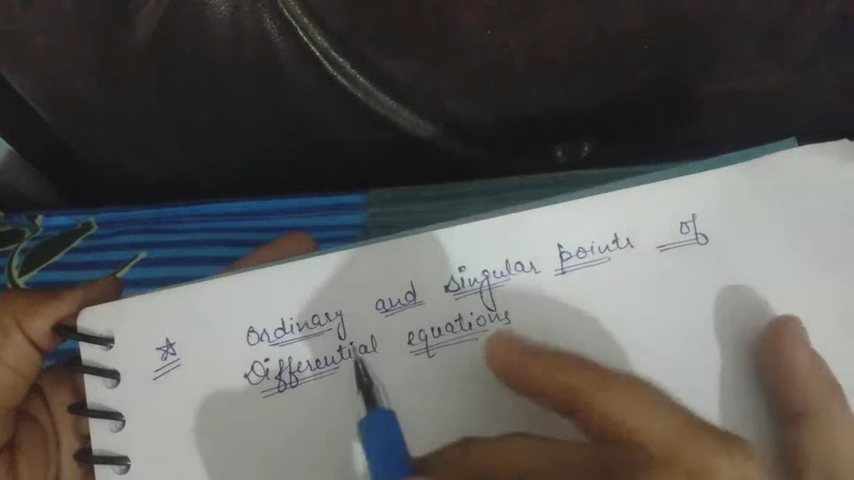 ☆ Ordinary and singular points of
Differential equations